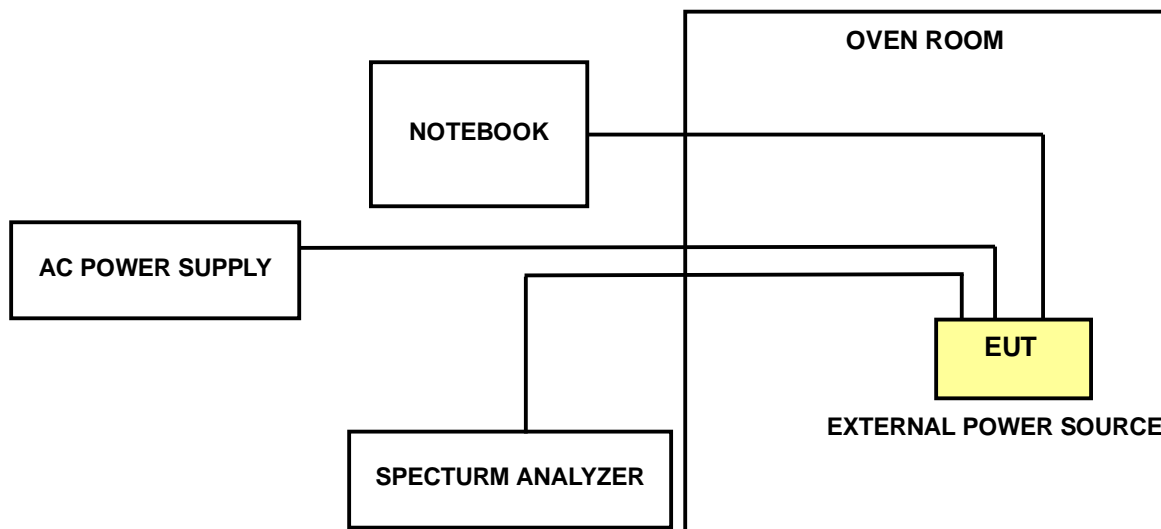 OVEN ROOM
NOTEBOOK
AC POWER SUPPLY
EUT
EXTERNAL POWER SOURCE
SPECTURM ANALYZER